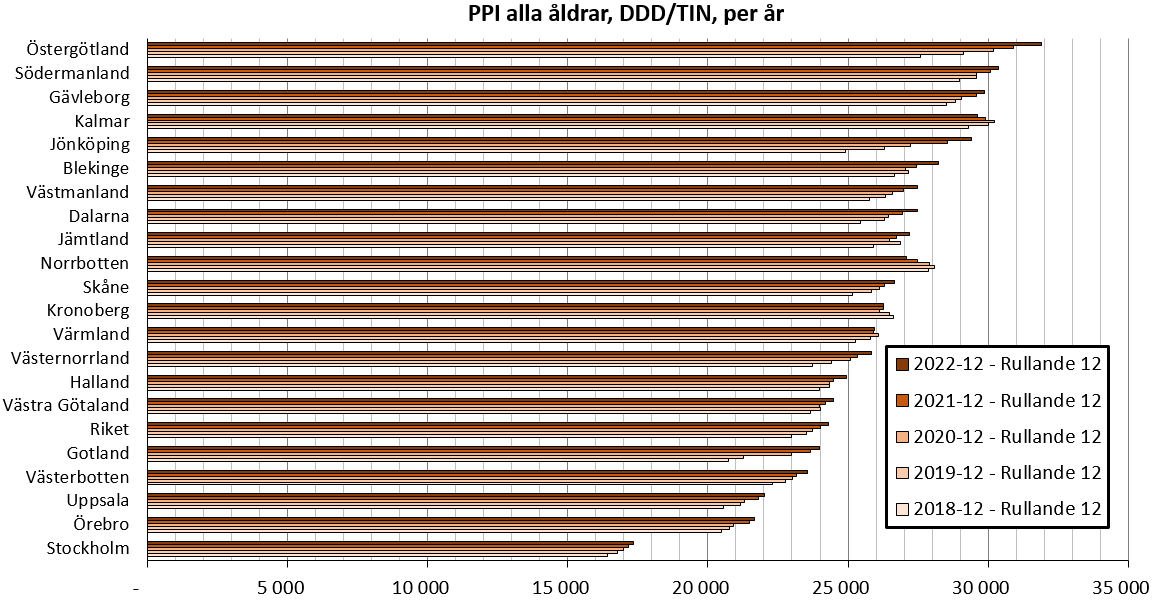 PPI alla åldrar, DDD/TIN, per år
Östergötland
Södermanland
Gävleborg
Kalmar
Jönköping
Blekinge
Västmanland
Dalarna
Jämtland
Norrbotten
Skåne
Kronoberg
Värmland
Västernorrland
Halland
Västra Götaland
Riket
Gotland
Västerbotten
Uppsala
Örebro
Stockholm
2022-12 - Rullande 12
2021-12 - Rullande 12
2020-12 - Rullande 12
2019-12 - Rullande 12
2018-12 - Rullande 12
- 5 000 10 000 15 000 20 000 25 000 30 000 35 000